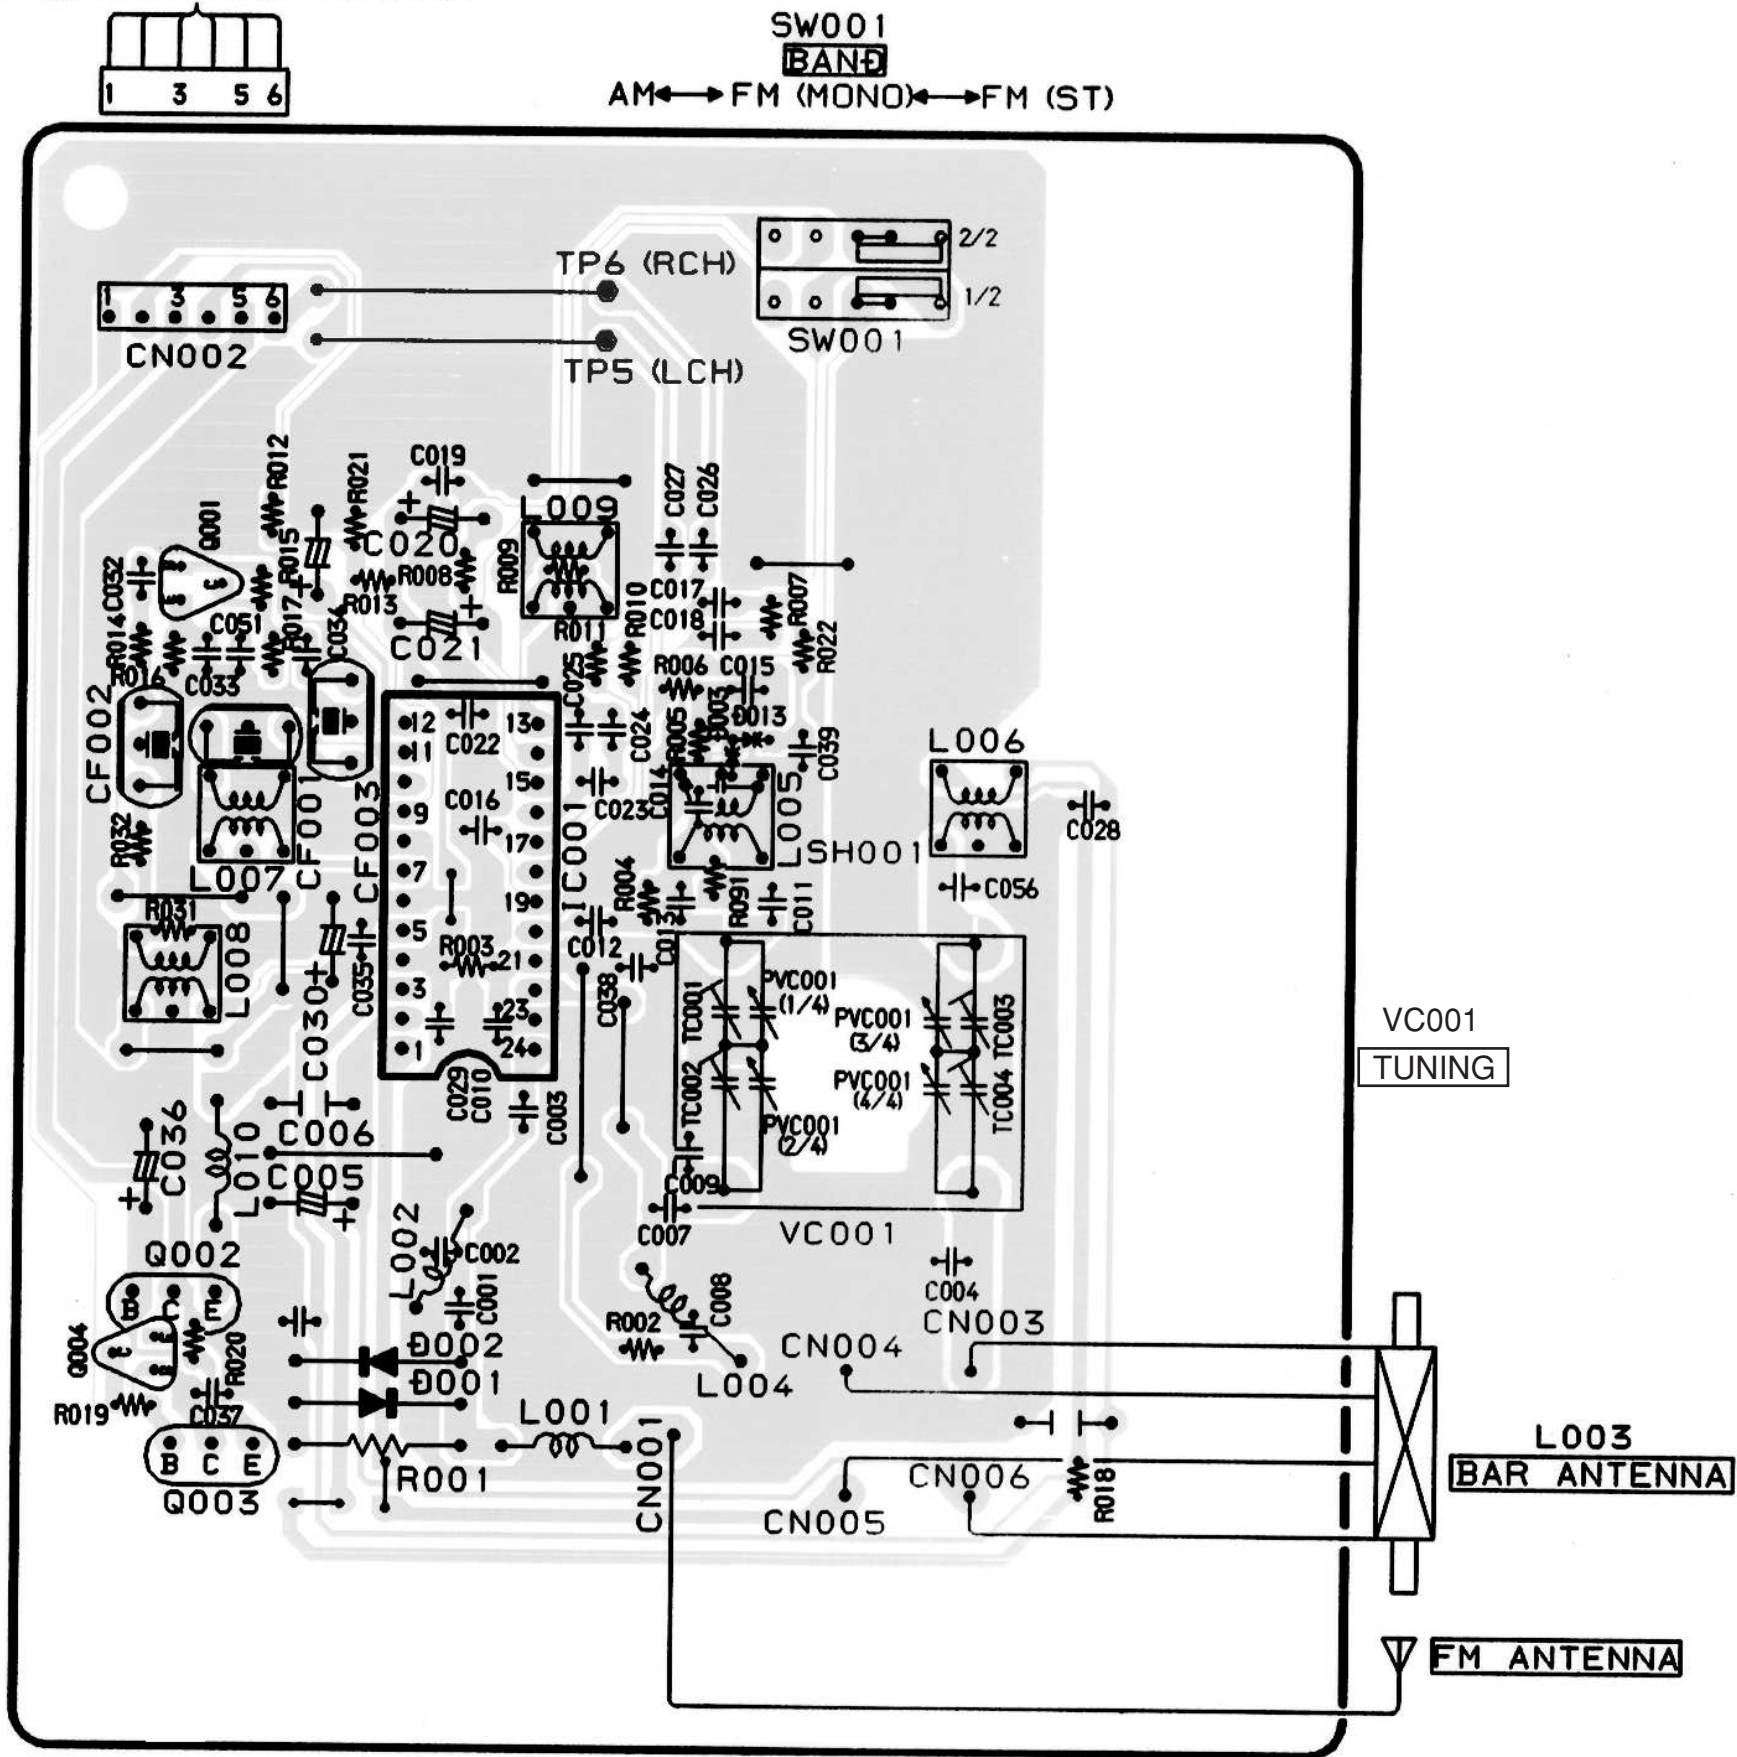 SW001
BAND
AM FM (MONO) FM (ST)
1 3 5 6
2/2
1/2
SW001
TP6 (RCH)
1 3 5 6
CN002
TP5 (LCH)
C019
R012
R021
C027
C026
L009
Q001
+
R015
C020
R009
C032
R008
C017
R007
R013
+
+
R010
C018
R014
C051
R017
C034
C021
R011
R022
R016
C033
C025
R006
C015
CF002
D003
D013
12
13
C022
C024
R005
C039
L006
11
15
C014
C023
L005
9
C016
IC001
C028
R032
CF001
CF003
17
SH001
L007
7
R004
R091
C011
C056
19
R031
5
C012
C013
L008
R003
21
C035
C038
3
TC001
PVC001
(1/4)
PVC001
(3/4)
TC003
23
C030
+
1
24
VC001
TUNING
TC002
PVC001
(4/4)
TC004
C029
C010
C003
PVC001
(2/4)
C036
C006
L010
C005
+
+
C009
L002
C007
VC001
Q002
C002
C004
B C E
C001
C008
CN003
Q004
R020
D002
R002
CN004
D001
L004
R019
C037
L001
CN001
L003
BAR ANTENNA
B C E
R001
CN006
R018
Q003
CN005
FM ANTENNA